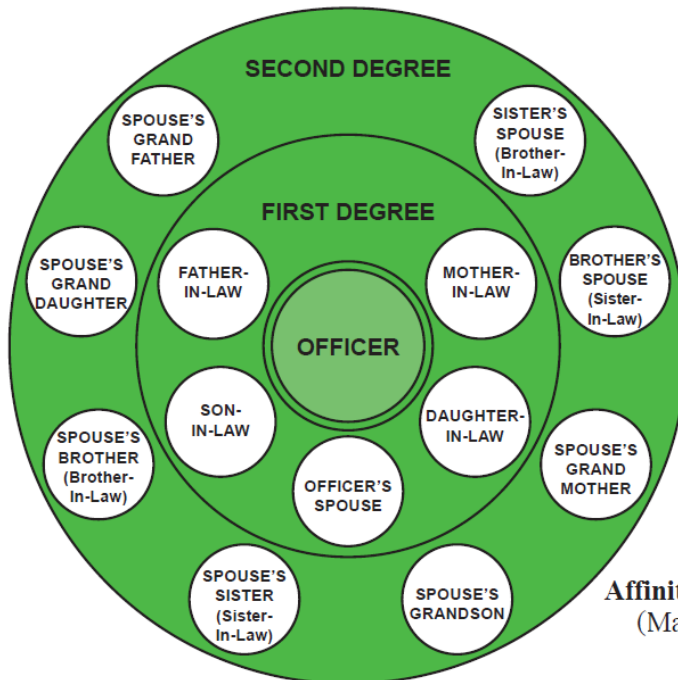 SECOND DEGREE
SPOUSE'S
GRAND
FATHER
SISTER'S
SPOUSE
(Brother-
In-Law)
FIRST DEGREE
SPOUSE'S
GRAND
DAUGHTER
FATHER-
IN-LAW
MOTHER-
IN-LAW
BROTHER'S
SPOUSE
(Sister-
In-Law)
OFFICER
SON-
IN-LAW
DAUGHTER-
IN-LAW
SPOUSE'S
BROTHER
(Brother-
In-Law)
OFFICER'S
SPOUSE
SPOUSE'S
GRAND
MOTHER
SPOUSE'S
SISTER
(Sister-
In-Law)
SPOUSE'S
GRANDSON
Affinit
(Ma